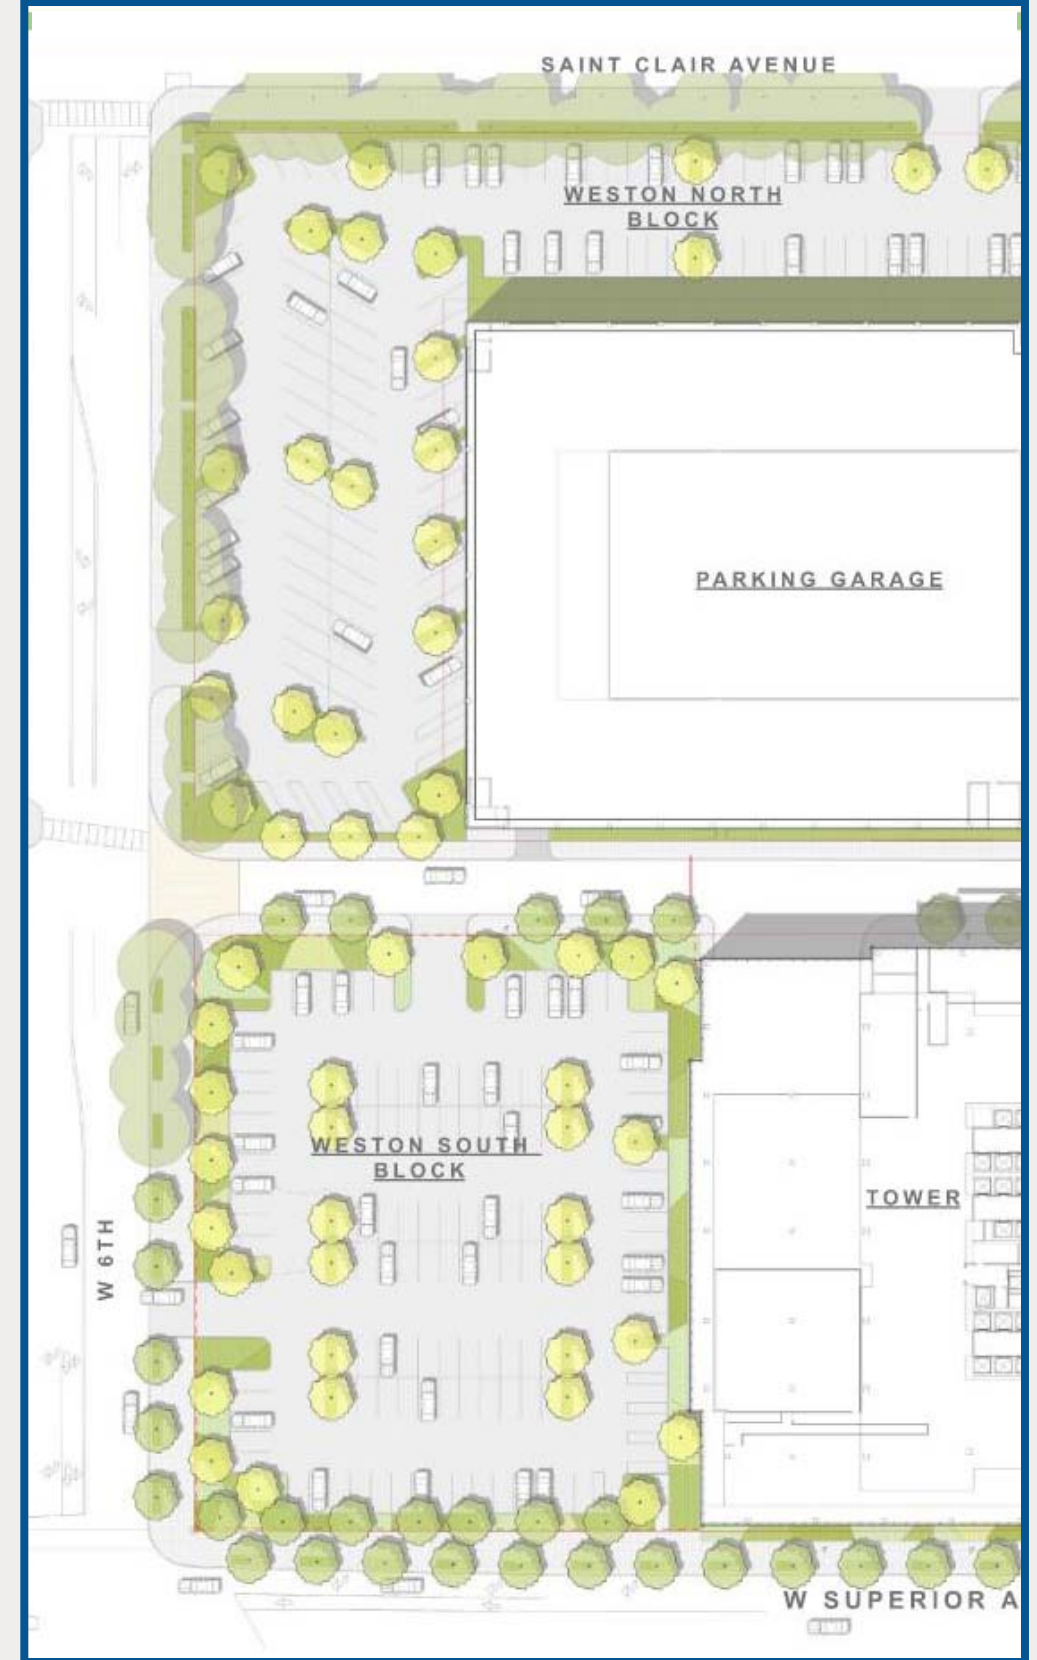 SAINT CLAIR AVENUE
WESTON NORTH
BLOCK
PARKING GARAGE
WESTON SOUTH
BLOCK
TOWER
W 6TH
W SUPERIOR A